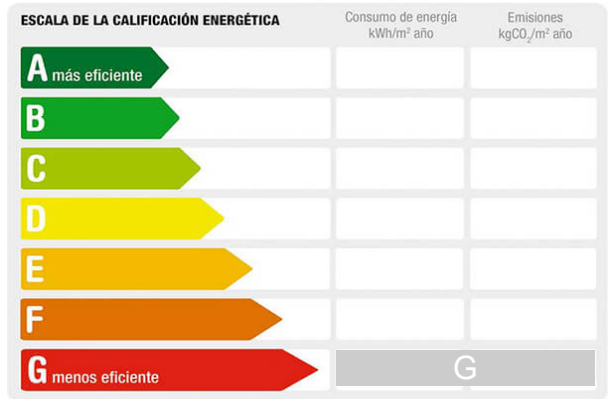 ESCALA DE LA CALIFICACIÓN ENERGÉTICA
Consumo de energía
kWh/m² año
Emisiones
kgCO₂/m² año
A más eficiente
B
C
D
E
F
G menos eficiente
G